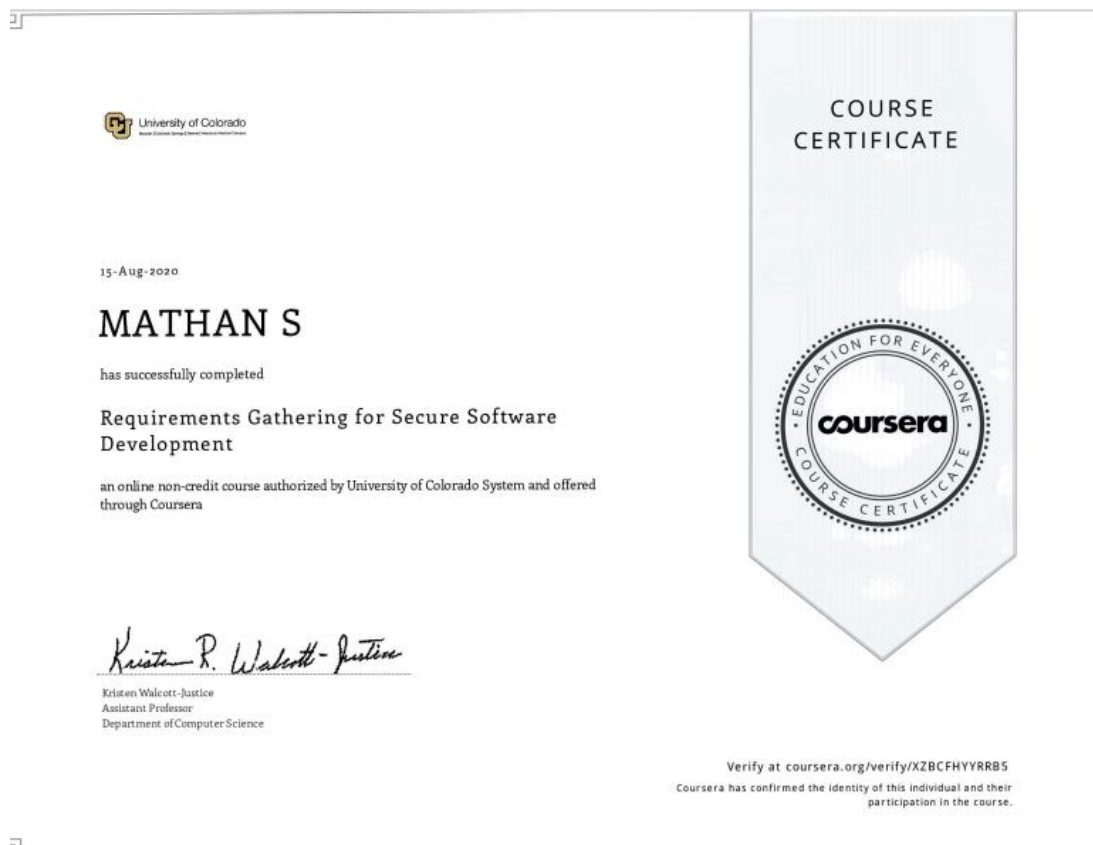 University of Colorado
15-Aug-2020
MATHAN S
has successfully completed
Requirements Gathering for Secure Software
Development
an online non-credit course authorized by University of Colorado System and offered
through Coursera
Kristen R. Walcott-Justice
Kristen Walcott-Justice
Assistant Professor
Department of Computer Science
COURSE
CERTIFICATE
EDUCATION FOR EVERYONE
coursera
COURSE CERTIFICATE
Verify at coursera.org/verify/XZBCFHYYRRB5
Coursera has confirmed the identity of this individual and their
participation in the course.